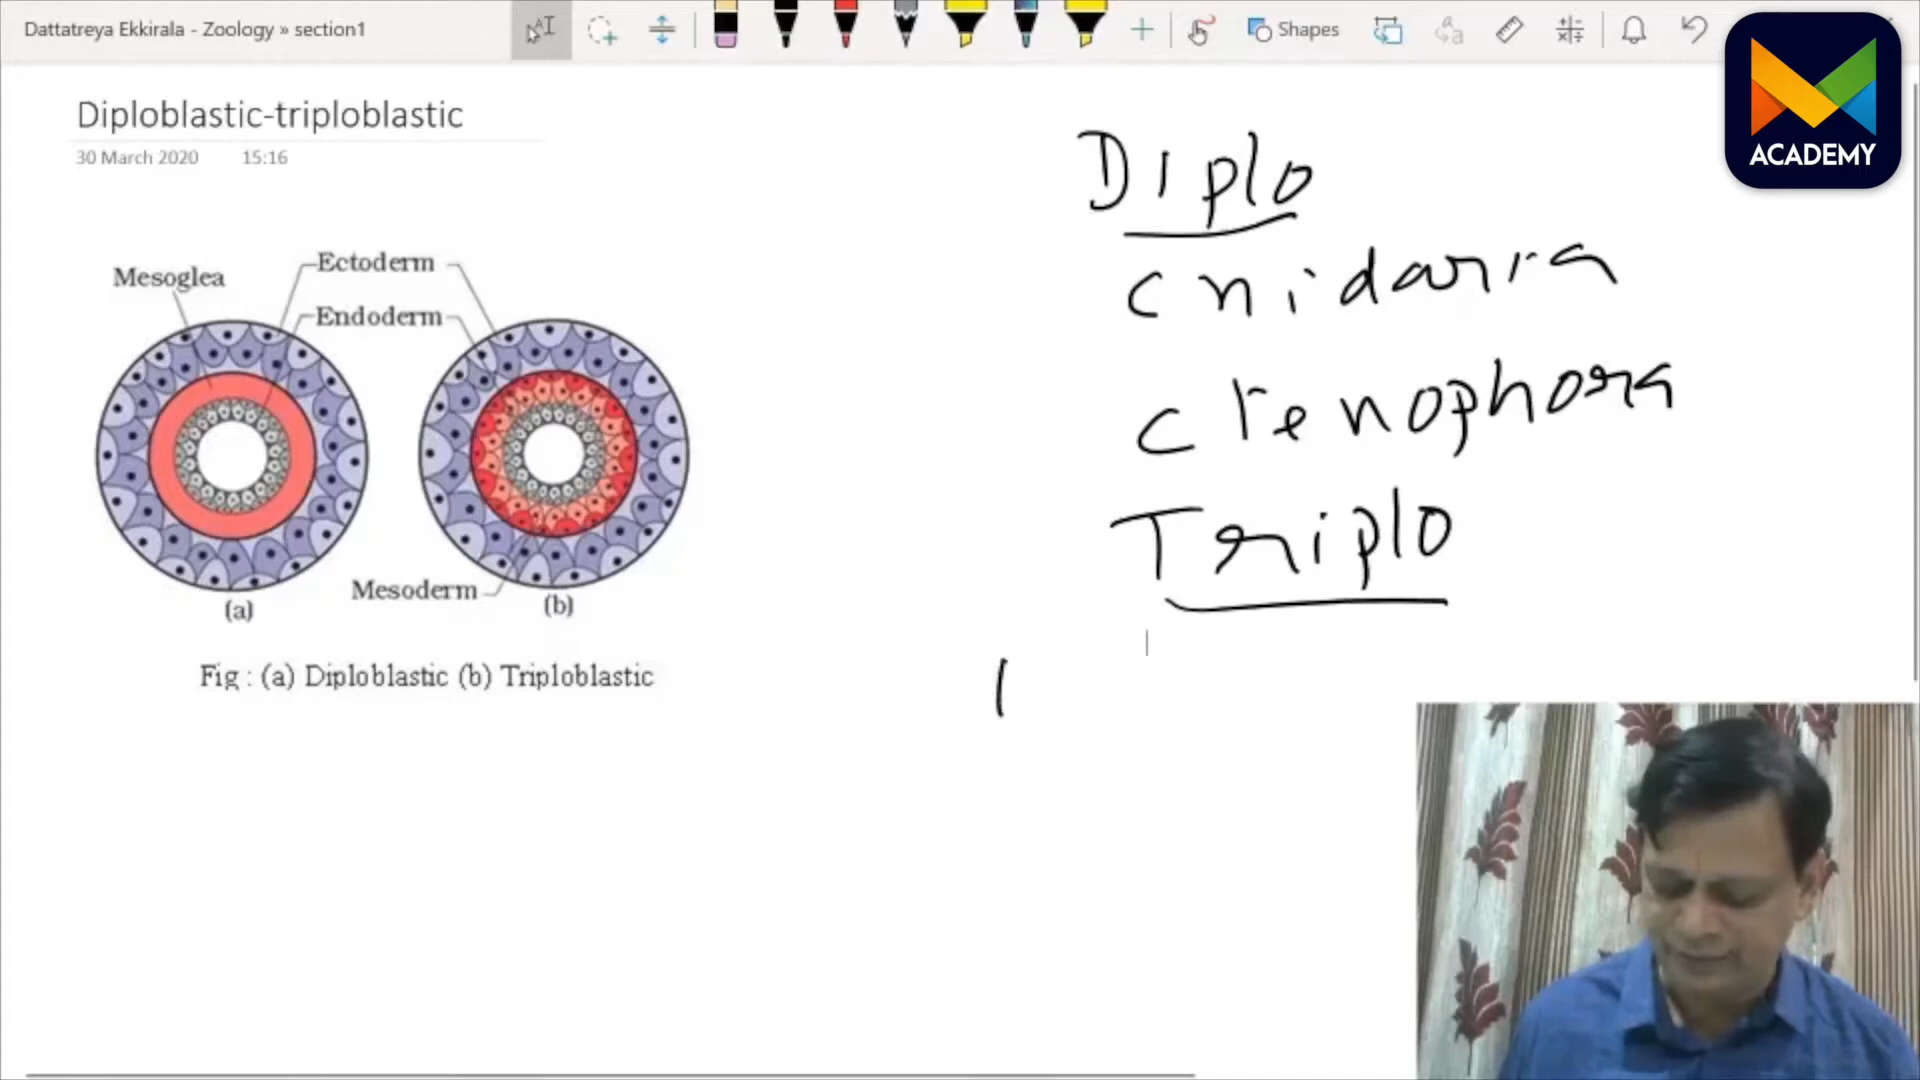 Dattatreya Ekkirala - Zoology » section1
Shapes
ACADEMY
Diploblastic-triploblastic
30 March 2020 15:16
Mesoglea
Ectoderm
Endoderm
Mesoderm
(a)
(b)
Fig : (a) Diploblastic (b) Triploblastic
Diplo
cnidaria
ctenophora
Triplo